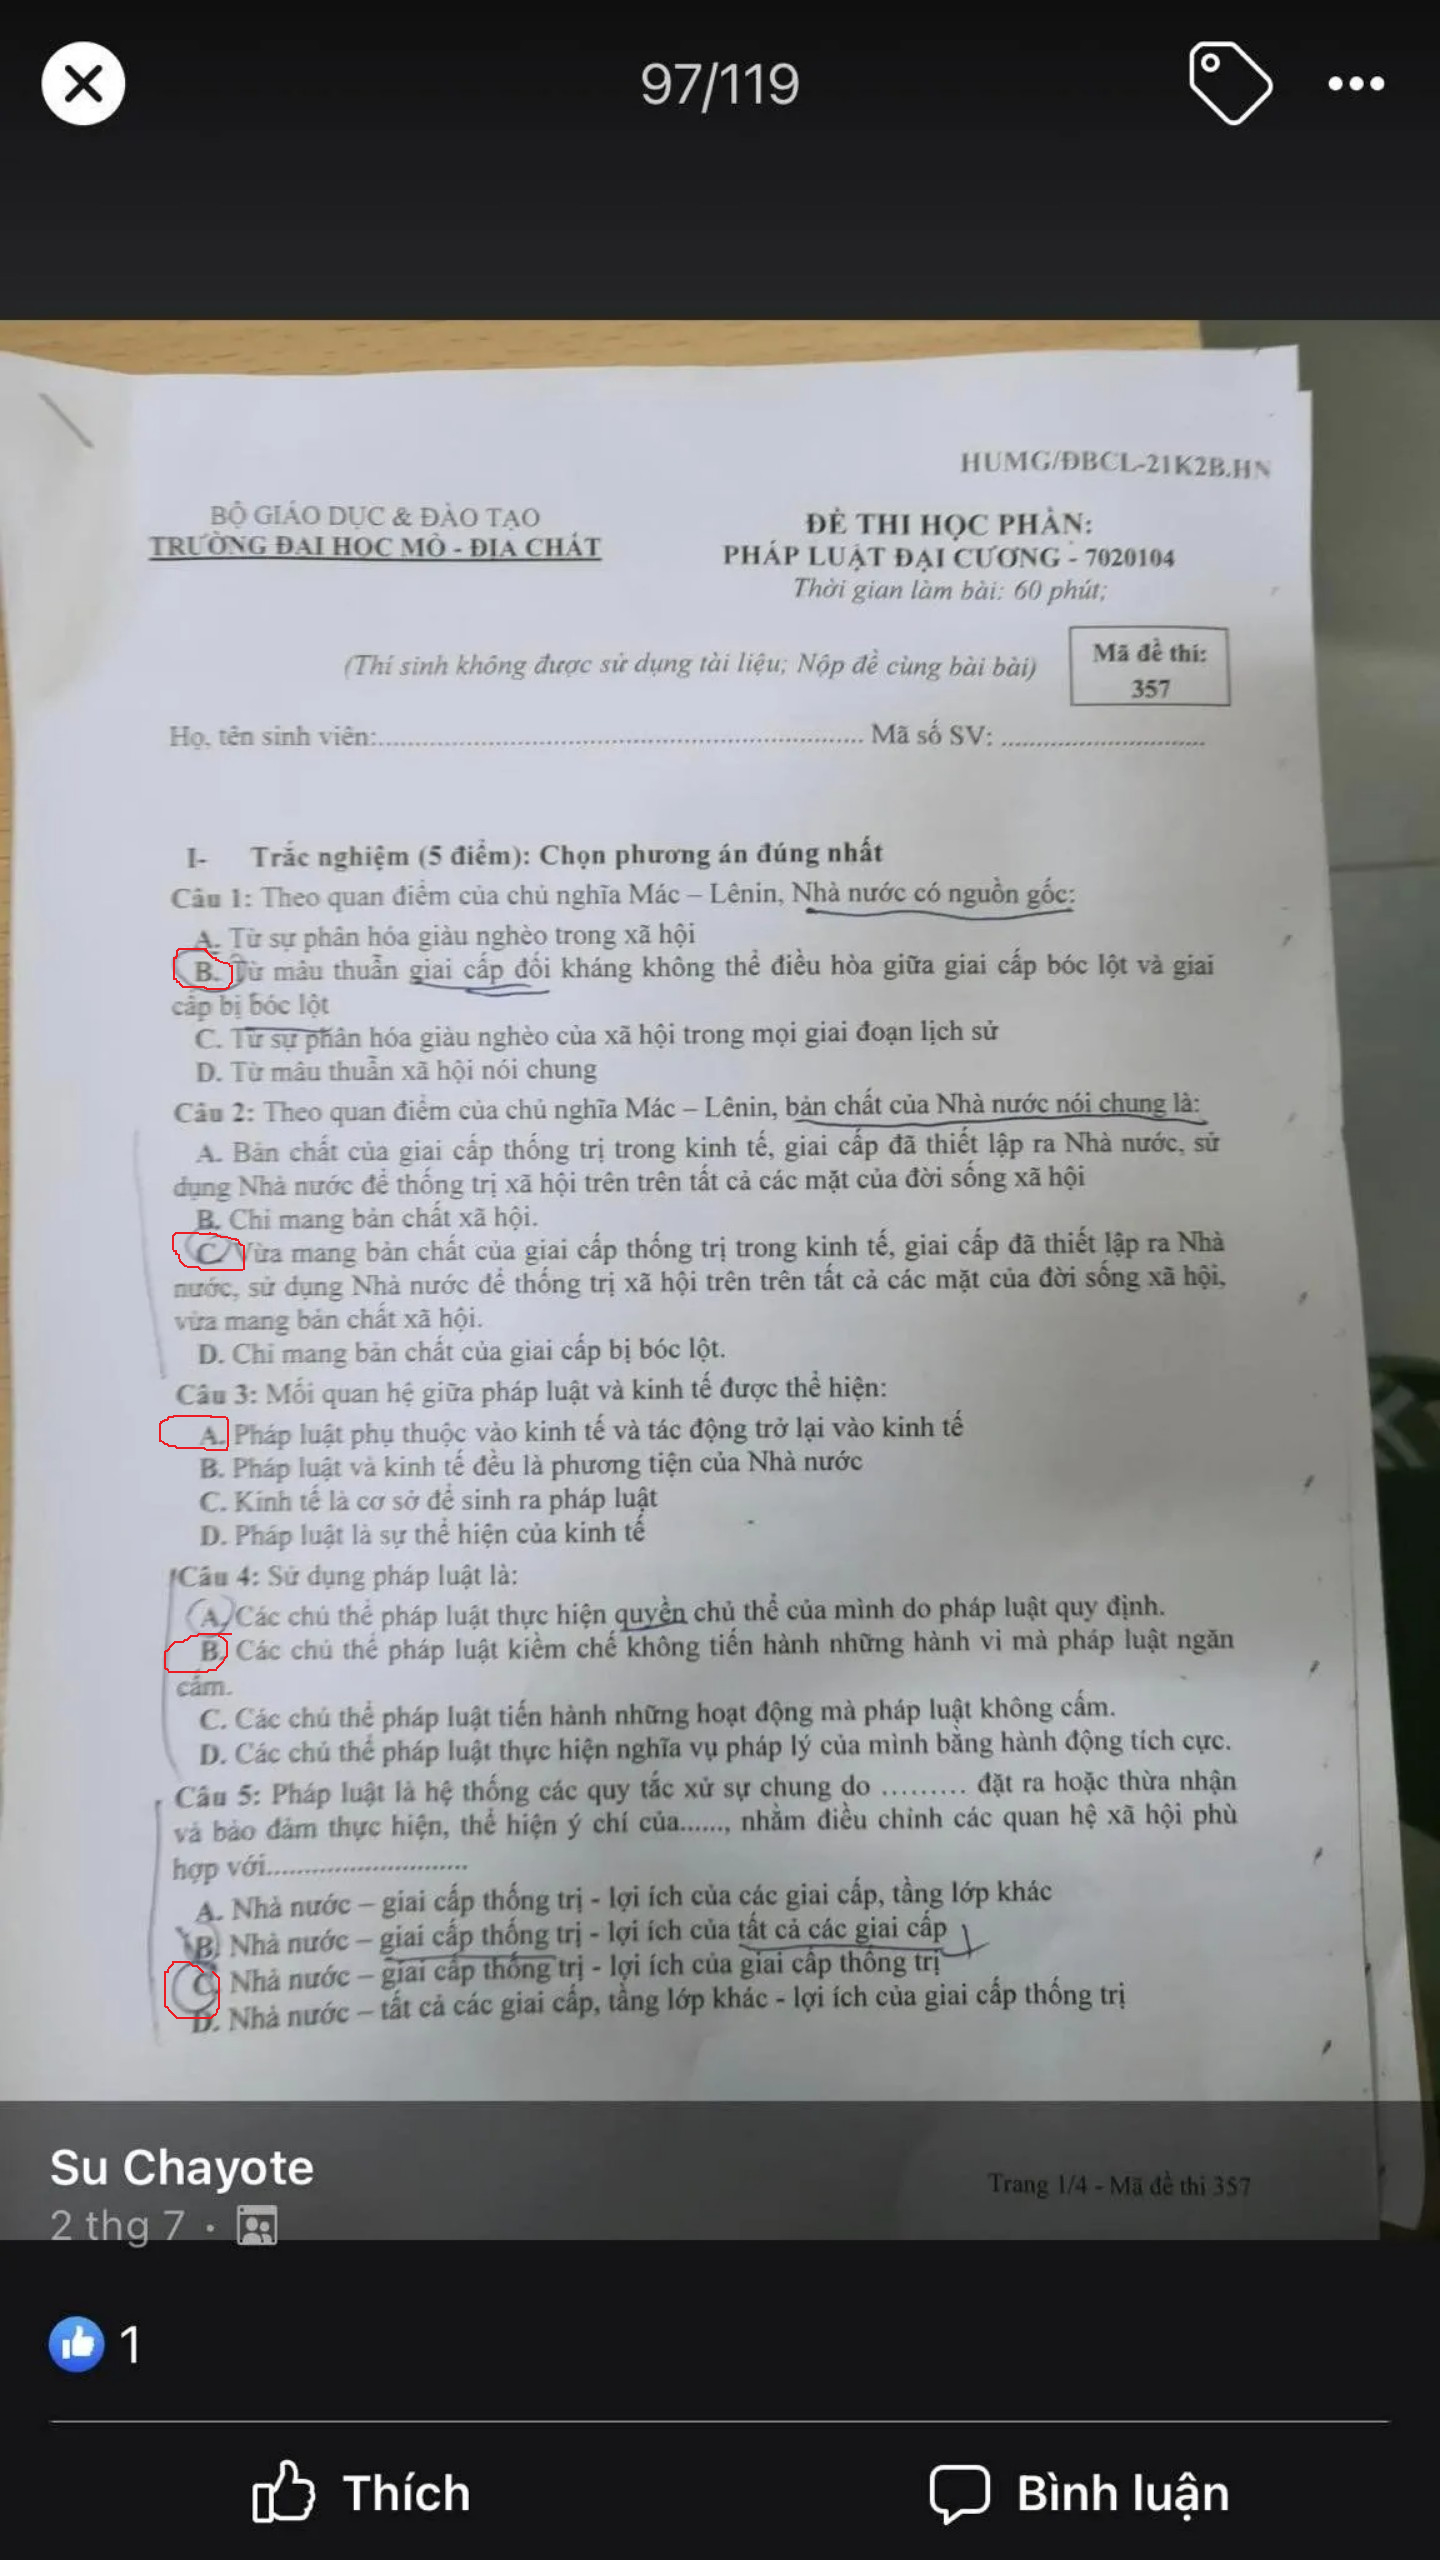 97/119
HUMG/ĐBCL-21K2B.HN
BỘ GIÁO DỤC & ĐÀO TẠO
TRƯỜNG ĐẠI HỌC MỎ - ĐỊA CHẤT
ĐỀ THI HỌC PHẦN:
PHÁP LUẬT ĐẠI CƯƠNG - 7020104
Thời gian làm bài: 60 phút;
(Thí sinh không được sử dụng tài liệu; Nộp đề cùng bài bài)
Mã đề thi:
357
Họ, tên sinh viên:.......................................................... Mã số SV: ............................
I- Trắc nghiệm (5 điểm): Chọn phương án đúng nhất
Câu 1: Theo quan điểm của chủ nghĩa Mác – Lênin, Nhà nước có nguồn gốc:
A. Từ sự phân hóa giàu nghèo trong xã hội
B. Từ mâu thuẫn giai cấp đối kháng không thể điều hòa giữa giai cấp bóc lột và giai
cấp bị bóc lột
C. Từ sự phân hóa giàu nghèo của xã hội trong mọi giai đoạn lịch sử
D. Từ mâu thuẫn xã hội nói chung
Câu 2: Theo quan điểm của chủ nghĩa Mác – Lênin, bản chất của Nhà nước nói chung là:
A. Bản chất của giai cấp thống trị trong kinh tế, giai cấp đã thiết lập ra Nhà nước, sử
dụng Nhà nước để thống trị xã hội trên trên tất cả các mặt của đời sống xã hội
B. Chỉ mang bản chất xã hội.
C. Vừa mang bản chất của giai cấp thống trị trong kinh tế, giai cấp đã thiết lập ra Nhà
nước, sử dụng Nhà nước để thống trị xã hội trên trên tất cả các mặt của đời sống xã hội,
vừa mang bản chất xã hội.
D. Chỉ mang bản chất của giai cấp bị bóc lột.
Câu 3: Mối quan hệ giữa pháp luật và kinh tế được thể hiện:
A. Pháp luật phụ thuộc vào kinh tế và tác động trở lại vào kinh tế
B. Pháp luật và kinh tế đều là phương tiện của Nhà nước
C. Kinh tế là cơ sở để sinh ra pháp luật
D. Pháp luật là sự thể hiện của kinh tế
Câu 4: Sử dụng pháp luật là:
A. Các chủ thể pháp luật thực hiện quyền chủ thể của mình do pháp luật quy định.
B. Các chủ thể pháp luật kiềm chế không tiến hành những hành vi mà pháp luật ngăn
cấm.
C. Các chủ thể pháp luật tiến hành những hoạt động mà pháp luật không cấm.
D. Các chủ thể pháp luật thực hiện nghĩa vụ pháp lý của mình bằng hành động tích cực.
Câu 5: Pháp luật là hệ thống các quy tắc xử sự chung do ......... đặt ra hoặc thừa nhận
và bảo đảm thực hiện, thể hiện ý chí của......, nhằm điều chỉnh các quan hệ xã hội phù
hợp với...........................
A. Nhà nước – giai cấp thống trị - lợi ích của các giai cấp, tầng lớp khác
B. Nhà nước – giai cấp thống trị - lợi ích của tất cả các giai cấp
C. Nhà nước – giai cấp thống trị - lợi ích của giai cấp thống trị
D. Nhà nước – tất cả các giai cấp, tầng lớp khác - lợi ích của giai cấp thống trị
Trang 1/4 - Mã đề thi 357
Su Chayote
2 thg 7 ·
1
Thích
Bình luận